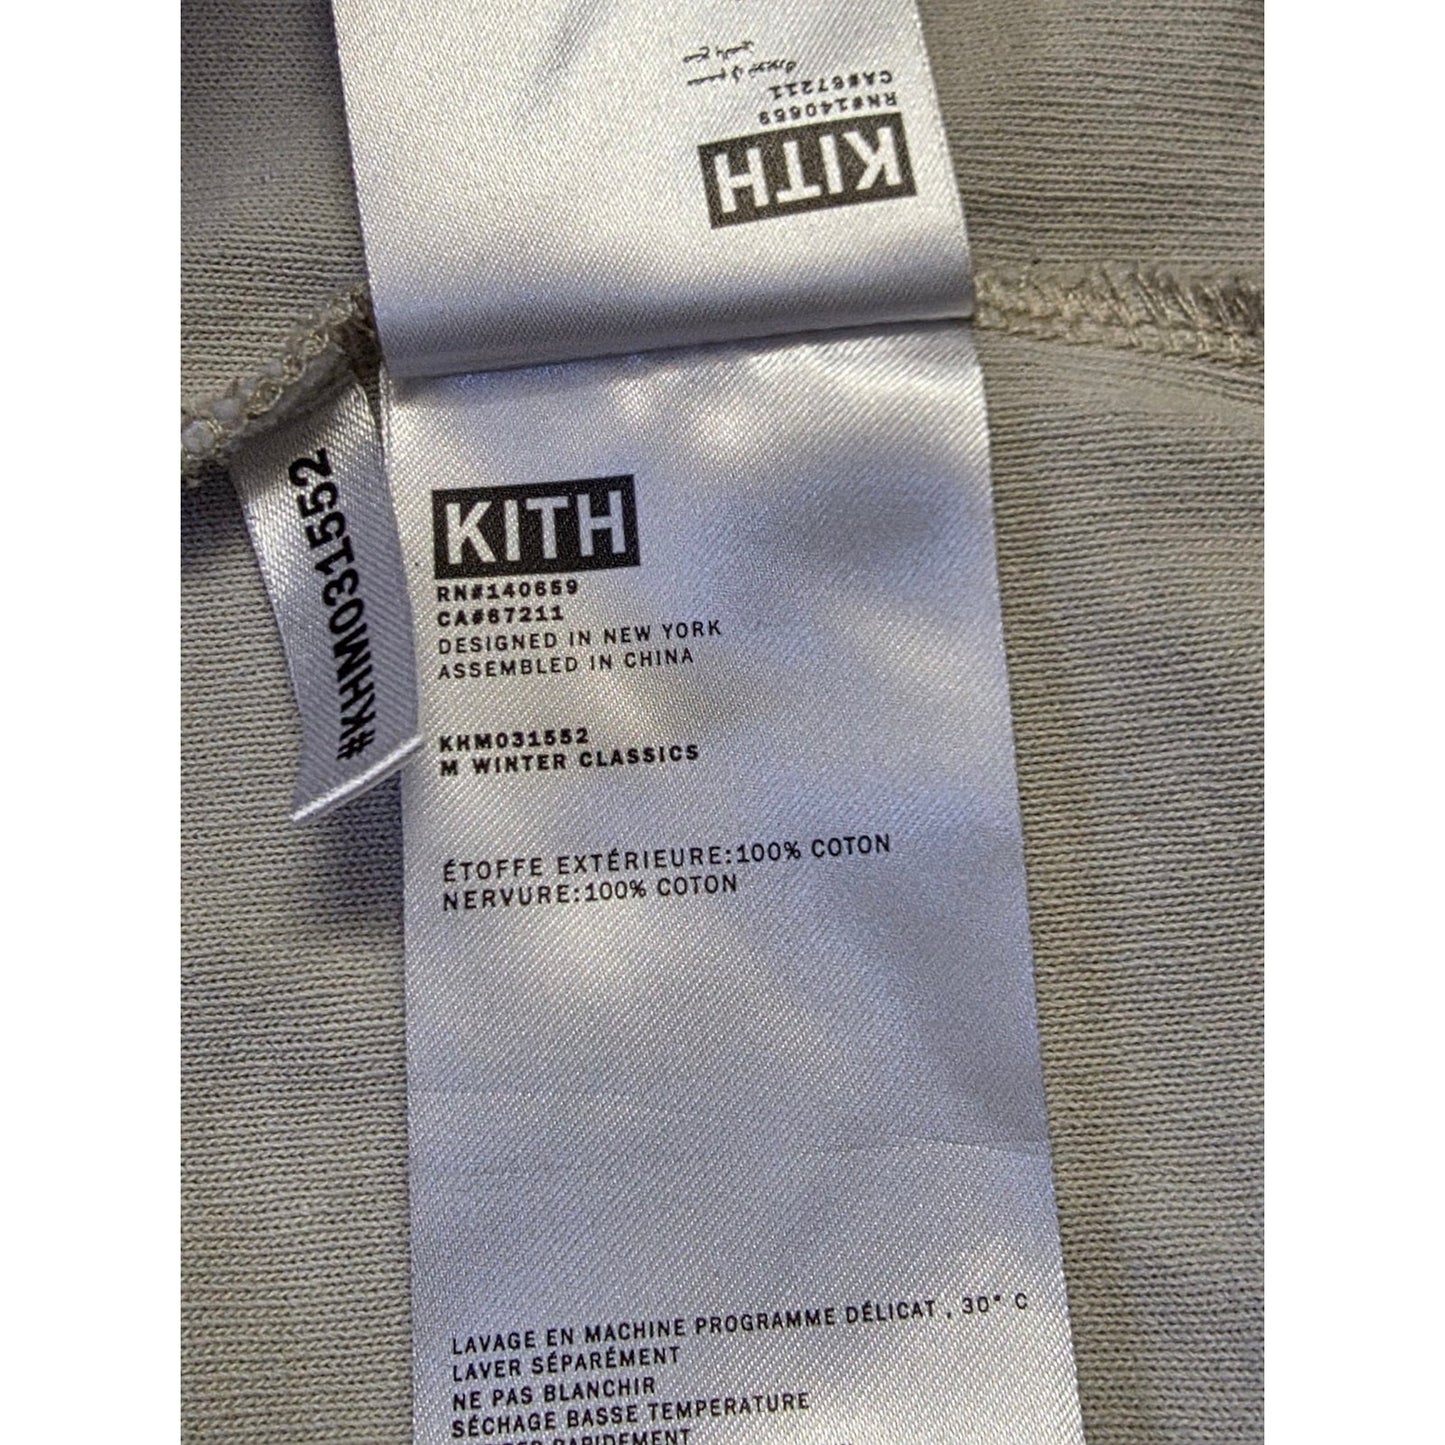 CA#67211
RN#140659
KITH
#KHM031552
KITH
RN#140659
CA#67211
DESIGNED IN NEW YORK
ASSEMBLED IN CHINA
KHM031552
M WINTER CLASSICS
ÉTOFFE EXTÉRIEURE:100% COTON
NERVURE:100% COTON
LAVAGE EN MACHINE PROGRAMME DÉLICAT , 30° C
LAVER SÉPARÉMENT
NE PAS BLANCHIR
SÉCHAGE BASSE TEMPERATURE
RAPIDEMENT